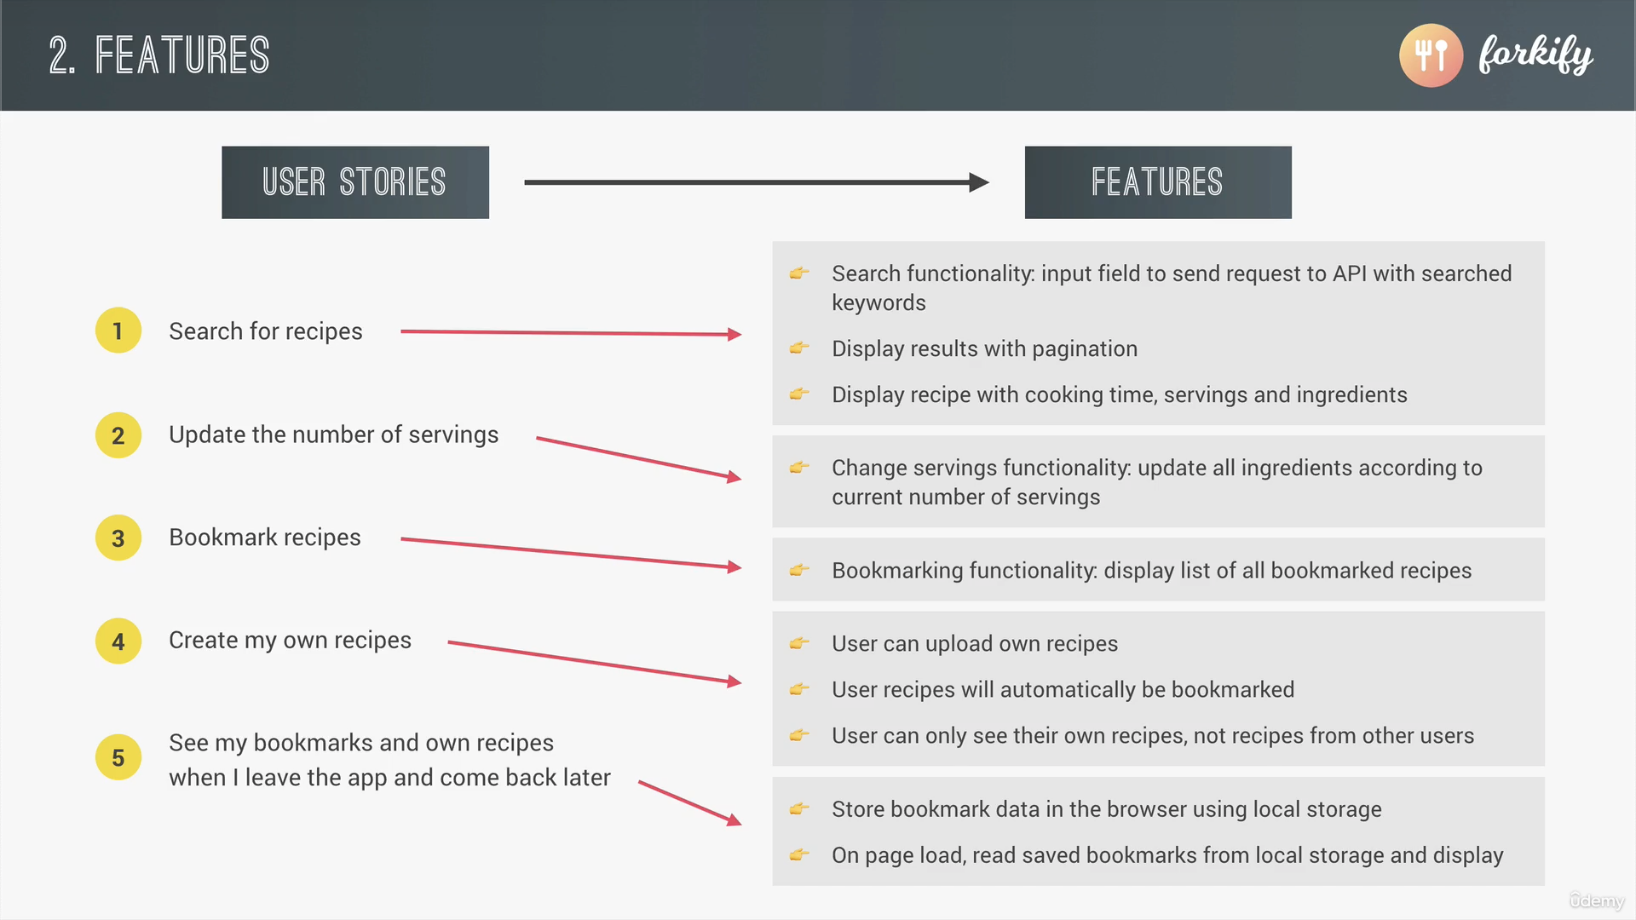 2. FEATURES
forkify
USER STORIES
FEATURES
1 Search for recipes
2 Update the number of servings
3 Bookmark recipes
4 Create my own recipes
5 See my bookmarks and own recipes
when I leave the app and come back later
Search functionality: input field to send request to API with searched
keywords
Display results with pagination
Display recipe with cooking time, servings and ingredients
Change servings functionality: update all ingredients according to
current number of servings
Bookmarking functionality: display list of all bookmarked recipes
User can upload own recipes
User recipes will automatically be bookmarked
User can only see their own recipes, not recipes from other users
Store bookmark data in the browser using local storage
On page load, read saved bookmarks from local storage and display
ûdemy